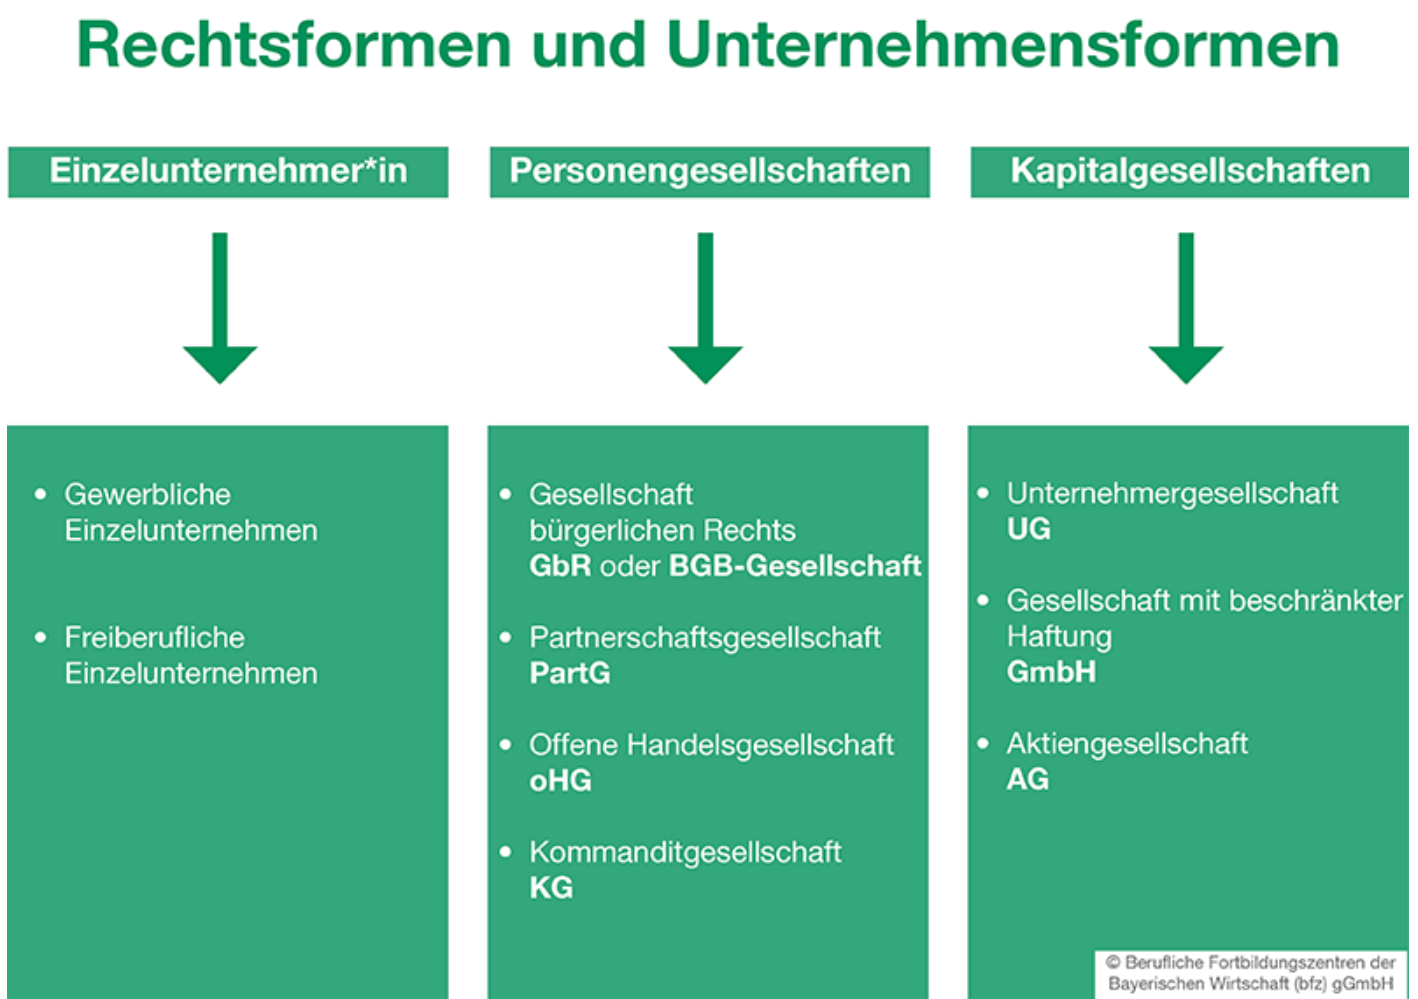 Rechtsformen und Unternehmensformen
Einzelunternehmer*in
Personengesellschaften
Kapitalgesellschaften
• Gewerbliche
Einzelunternehmen
• Freiberufliche
Einzelunternehmen
• Gesellschaft
bürgerlichen Rechts
GbR oder BGB-Gesellschaft
• Partnerschaftsgesellschaft
PartG
• Offene Handelsgesellschaft
oHG
• Kommanditgesellschaft
KG
• Unternehmergesellschaft
UG
• Gesellschaft mit beschränkter
Haftung
GmbH
• Aktiengesellschaft
AG
© Berufliche Fortbildungszentren der
Bayerischen Wirtschaft (bfz) gGmbH